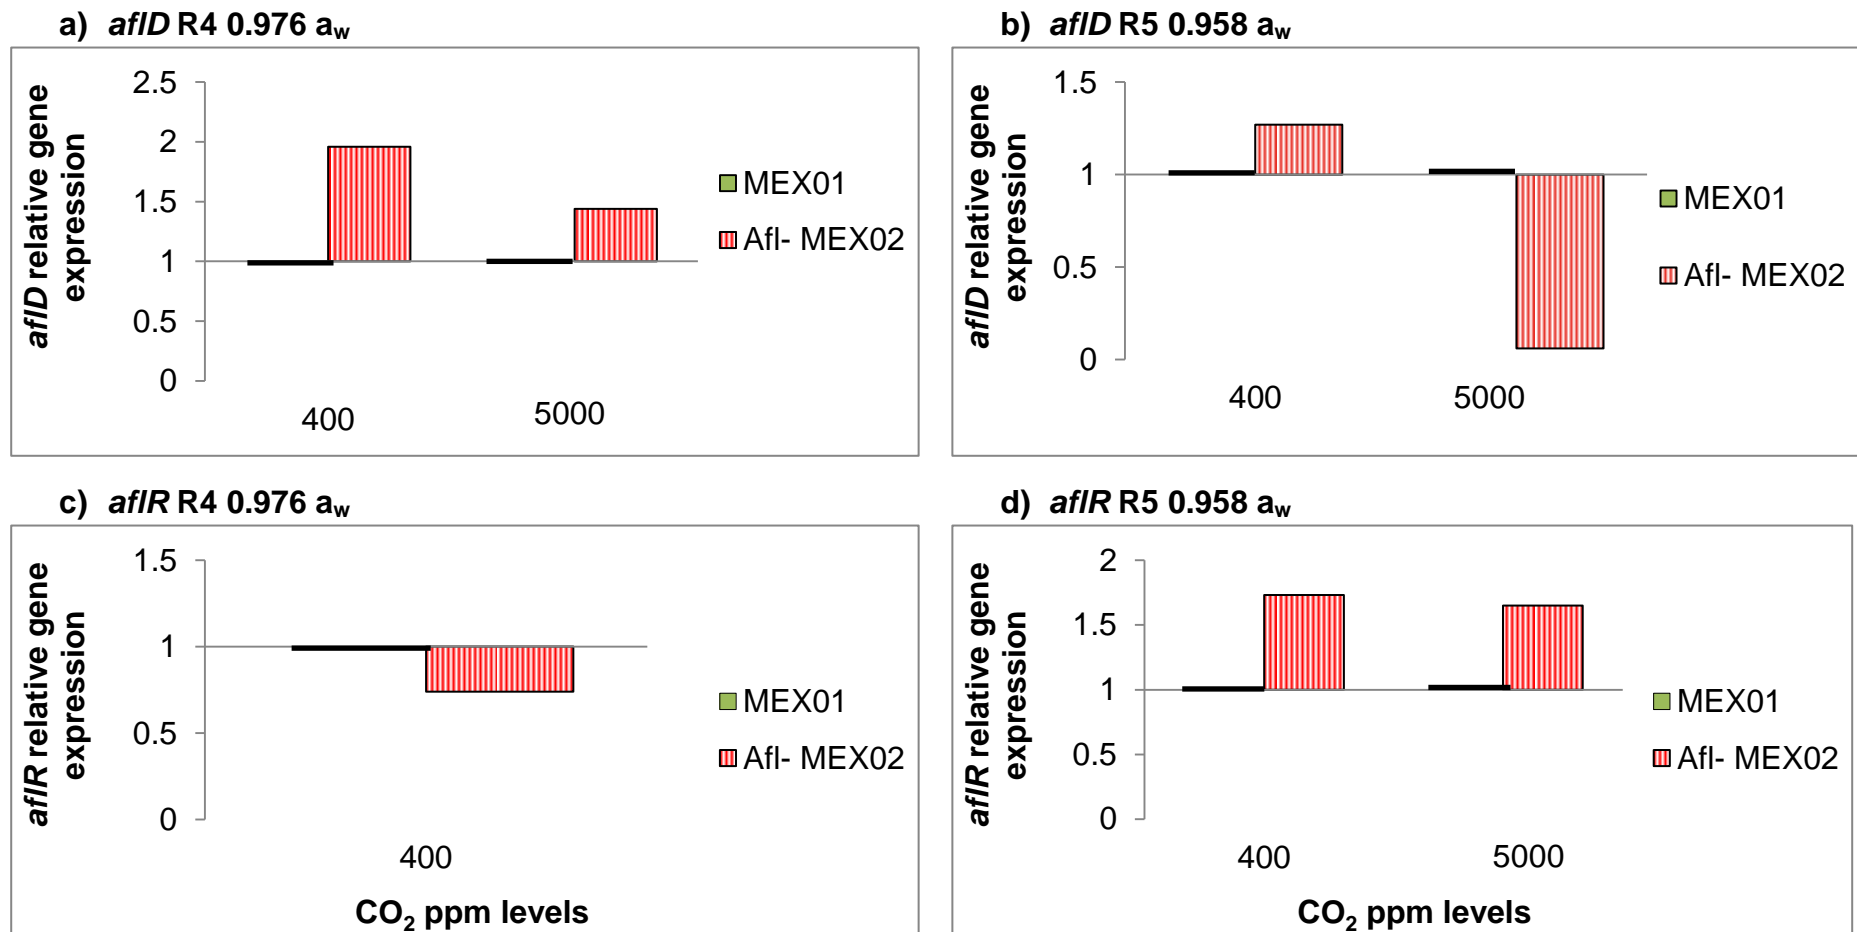 a) aflD R4 0.976 aw
aflD relative gene
expression
2.5
2
1.5
1
0.5
0
400
5000
MEX01
Afl- MEX02
b) aflD R5 0.958 aw
aflD relative gene
expression
1.5
1
0.5
0
400
5000
MEX01
Afl- MEX02
c) aflR R4 0.976 aw
aflR relative gene
expression
1.5
1
0.5
0
400
CO2 ppm levels
MEX01
Afl- MEX02
d) aflR R5 0.958 aw
aflR relative gene
expression
2
1.5
1
0.5
0
400
5000
CO2 ppm levels
MEX01
Afl- MEX02